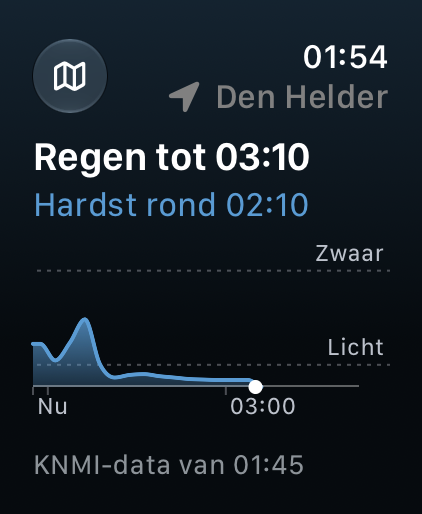 01:54
Den Helder
Regen tot 03:10
Hardst rond 02:10
Zwaar
Licht
Nu
03:00
KNMI-data van 01:45